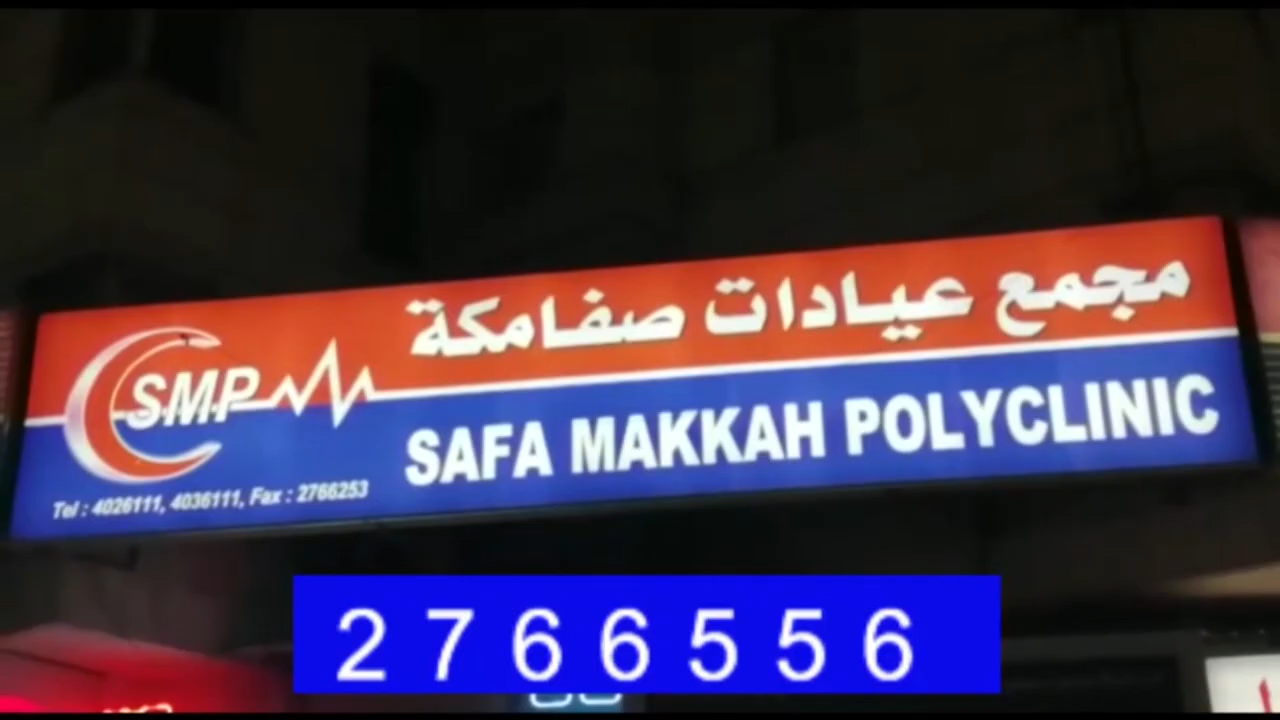 مجمع عيادات صفامكة
SMP
SAFA MAKKAH POLYCLINIC
Tel : 4026111, 4036111, Fax : 2766253
2 7 6 6 5 5 6